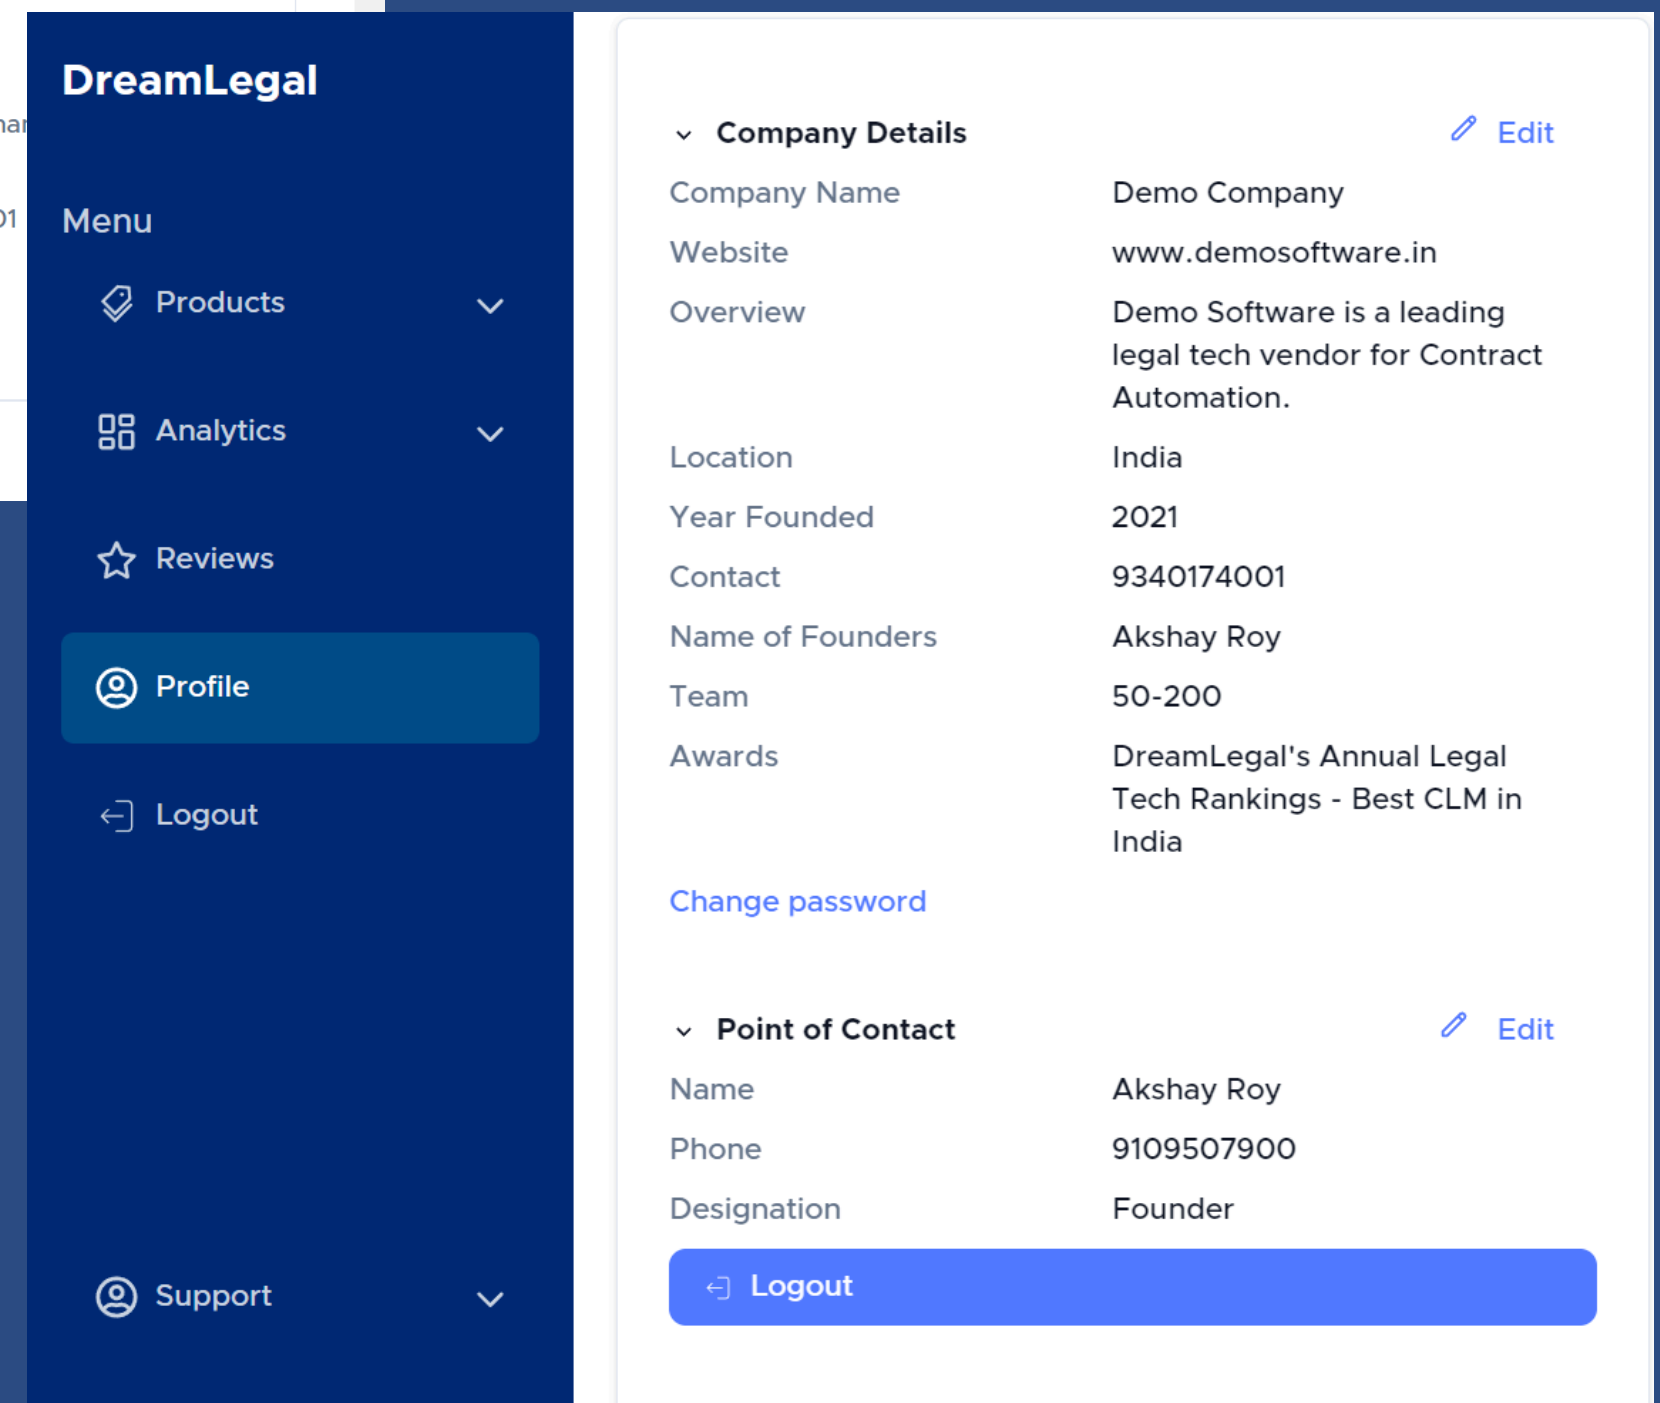 DreamLegal
Menu
Products
Analytics
Reviews
Profile
Logout
Support
Company Details
Edit
Company Name Demo Company
Website www.demosoftware.in
Overview Demo Software is a leading
legal tech vendor for Contract
Automation.
Location India
Year Founded 2021
Contact 9340174001
Name of Founders Akshay Roy
Team 50-200
Awards DreamLegal's Annual Legal
Tech Rankings - Best CLM in
India
Change password
Point of Contact
Edit
Name Akshay Roy
Phone 9109507900
Designation Founder
Logout